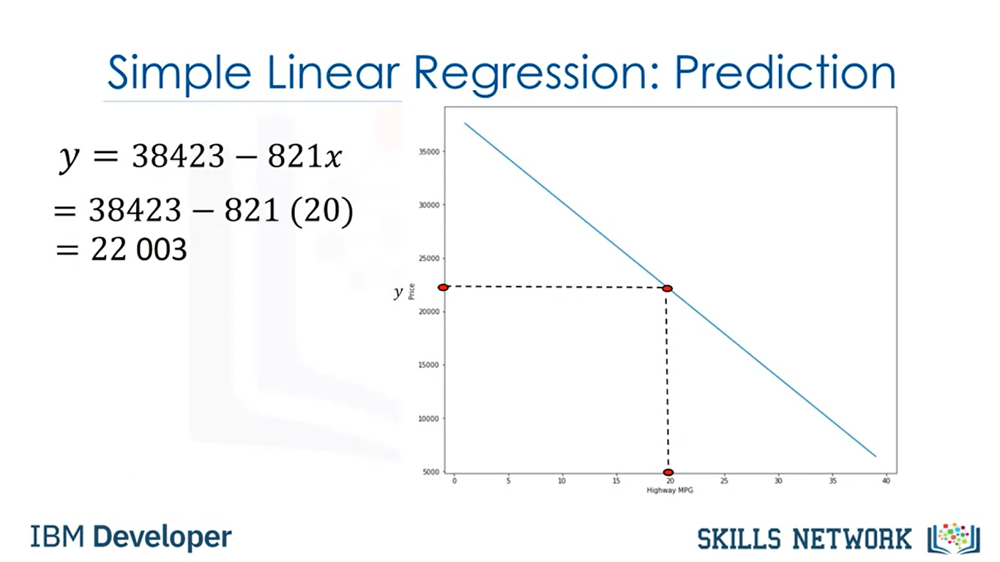 Simple Linear Regression: Prediction
y = 38423 − 821x
= 38423 − 821 (20)
= 22 003
35000
30000
25000
y
Price
20000
15000
10000
5000
0 5 10 15 20 25 30 35 40
Highway MPG
IBM Developer
SKILLS NETWORK